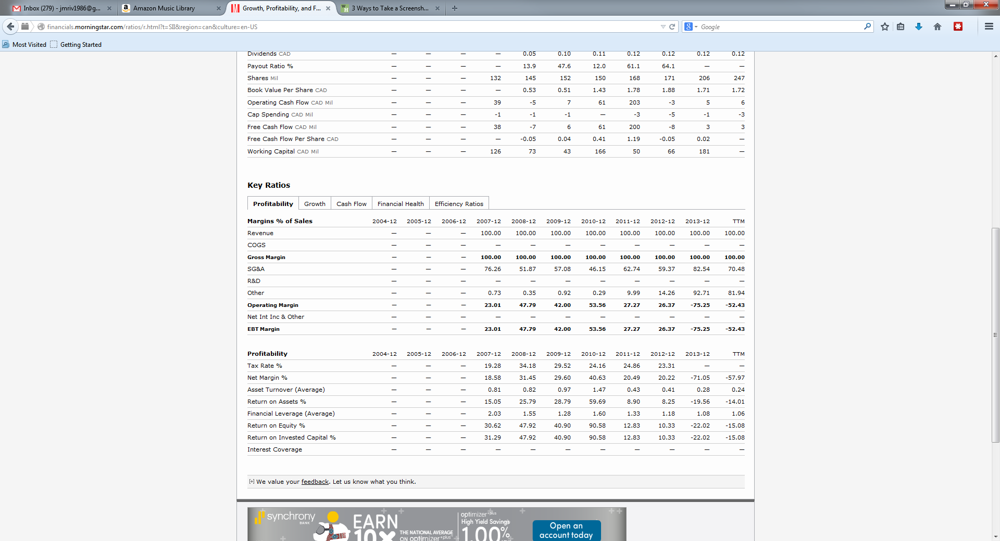 Inbox (279) - jmriv1986@g...
Amazon Music Library
Growth, Profitability, and F...
3 Ways to Take a Screensh...
financials.morningstar.com/ratios/r.html?t=SII&region=can&culture=en-US
Google
Most Visited Getting Started
Dividends CAD — — — — 0.05 0.10 0.11 0.12 0.12 0.12 0.12
Payout Ratio % — — — — 13.9 47.6 12.0 61.1 64.1 — —
Shares Mil — — — 132 145 152 150 168 171 206 247
Book Value Per Share CAD — — — — 0.53 0.51 1.43 1.78 1.88 1.71 1.72
Operating Cash Flow CAD Mil — — — 39 -5 7 61 203 -3 5 6
Cap Spending CAD Mil — — — -1 -1 -1 — -3 -5 -1 -3
Free Cash Flow CAD Mil — — — 38 -7 6 61 200 -8 3 3
Free Cash Flow Per Share CAD — — — — -0.05 0.04 0.41 1.19 -0.05 0.02 —
Working Capital CAD Mil — — — 126 73 43 166 50 66 181 —
Key Ratios
Profitability Growth Cash Flow Financial Health Efficiency Ratios
Margins % of Sales 2004-12 2005-12 2006-12 2007-12 2008-12 2009-12 2010-12 2011-12 2012-12 2013-12 TTM
Revenue — — — 100.00 100.00 100.00 100.00 100.00 100.00 100.00 100.00
COGS — — — — — — — — — — —
Gross Margin — — — 100.00 100.00 100.00 100.00 100.00 100.00 100.00 100.00
SG&A — — — 76.26 51.87 57.08 46.15 62.74 59.37 82.54 70.48
R&D — — — — — — — — — — —
Other — — — 0.73 0.35 0.92 0.29 9.99 14.26 92.71 81.94
Operating Margin — — — 23.01 47.79 42.00 53.56 27.27 26.37 -75.25 -52.43
Net Int Inc & Other — — — — — — — — — — —
EBT Margin — — — 23.01 47.79 42.00 53.56 27.27 26.37 -75.25 -52.43
Profitability 2004-12 2005-12 2006-12 2007-12 2008-12 2009-12 2010-12 2011-12 2012-12 2013-12 TTM
Tax Rate % — — — 19.28 34.18 29.52 24.16 24.86 23.31 — —
Net Margin % — — — 18.58 31.45 29.60 40.63 20.49 20.22 -71.05 -57.97
Asset Turnover (Average) — — — 0.81 0.82 0.97 1.47 0.43 0.41 0.28 0.24
Return on Assets % — — — 15.05 25.79 28.79 59.69 8.90 8.25 -19.56 -14.01
Financial Leverage (Average) — — — 2.03 1.55 1.28 1.60 1.33 1.18 1.08 1.06
Return on Equity % — — — 30.62 47.92 40.90 90.58 12.83 10.33 -22.02 -15.08
Return on Invested Capital % — — — 31.29 47.92 40.90 90.58 12.83 10.33 -22.02 -15.08
Interest Coverage — — — — — — — — — — —
[+] We value your feedback. Let us know what you think.
synchrony
BANK
EARN
10X
THE NATIONAL AVERAGE
ON optimizer+plus
optimizer+plus
High Yield Savings
1.00%
Open an
account today